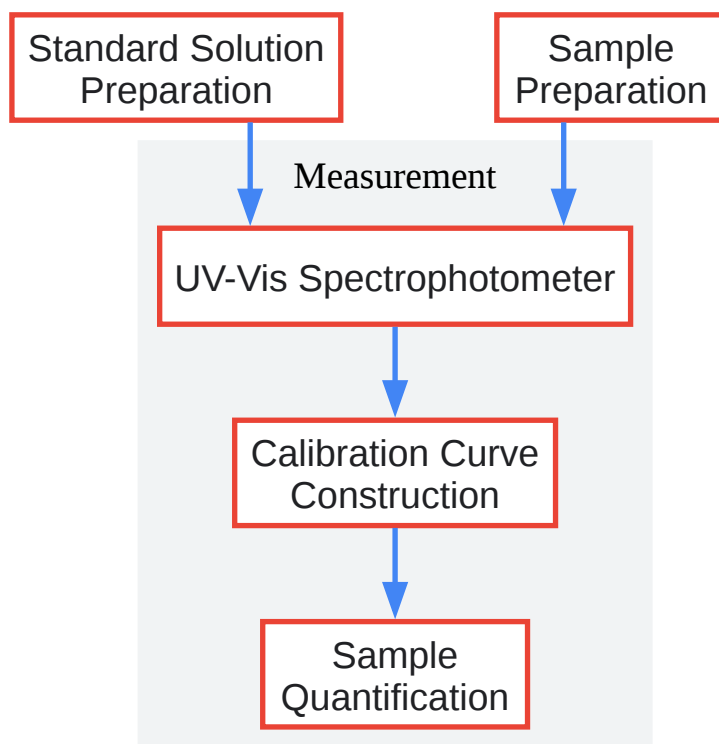 Standard Solution
Preparation
Sample
Preparation
Measurement
UV-Vis Spectrophotometer
Calibration Curve
Construction
Sample
Quantification